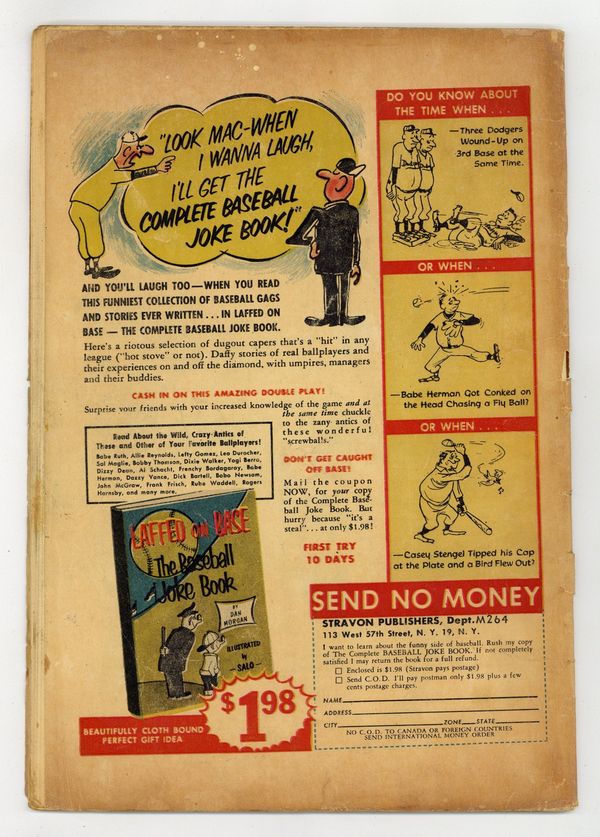 "LOOK MAC-WHEN
I WANNA LAUGH,
I'LL GET THE
COMPLETE BASEBALL
JOKE BOOK!"
AND YOU'LL LAUGH TOO — WHEN YOU READ
THIS FUNNIEST COLLECTION OF BASEBALL GAGS
AND STORIES EVER WRITTEN . . . IN LAFFED ON
BASE — THE COMPLETE BASEBALL JOKE BOOK.
Here's a riotous selection of dugout capers that's a "hit" in any
league ("hot stove" or not). Daffy stories of real ballplayers and
their experiences on and off the diamond, with umpires, managers
and their buddies.
CASH IN ON THIS AMAZING DOUBLE PLAY!
Surprise your friends with your increased knowledge of the game and at
the same time chuckle
to the zany antics of
these wonderful
"screwballs."
Read About the Wild, Crazy-Antics of
These and Other of Your Favorite Ballplayers!
Babe Ruth, Allie Reynolds, Lefty Gomez, Leo Durocher,
Sal Maglie, Bobby Thomson, Dixie Walker, Yogi Berra,
Dizzy Dean, Al Schacht, Frenchy Bordagaray, Babe
Herman, Dazzy Vance, Dick Bartell, Bobo Newsom,
John McGraw, Frank Frisch, Rube Waddell, Rogers
Hornsby, and many more.
DON'T GET CAUGHT
OFF BASE!
Mail the coupon
NOW, for your copy
of the Complete Base-
ball Joke Book. But
hurry because "it's a
steal". . . at only $1.98!
FIRST TRY
10 DAYS
LAFFED ON BASE
The Baseball
Joke Book
BY
DAN
MORGAN
ILLUSTRATED
by
— SALO —
$1.98
BEAUTIFULLY CLOTH BOUND
PERFECT GIFT IDEA
DO YOU KNOW ABOUT
THE TIME WHEN . . .
—Three Dodgers
Wound-Up on
3rd Base at the
Same Time.
OR WHEN . . .
—Babe Herman Got Conked on
the Head Chasing a Fly Ball?
OR WHEN . . .
—Casey Stengel Tipped his Cap
at the Plate and a Bird Flew Out?
SEND NO MONEY
STRAVON PUBLISHERS, Dept. M264
113 West 57th Street, N. Y. 19, N. Y.
I want to learn about the funny side of baseball. Rush my copy
of The Complete BASEBALL JOKE BOOK. If not completely
satisfied I may return the book for a full refund.
Enclosed is $1.98 (Stravon pays postage)
Send C.O.D. I'll pay postman only $1.98 plus a few
cents postage charges.
NAME
ADDRESS
CITY ZONE STATE
NO C.O.D. TO CANADA OR FOREIGN COUNTRIES
SEND INTERNATIONAL MONEY ORDER